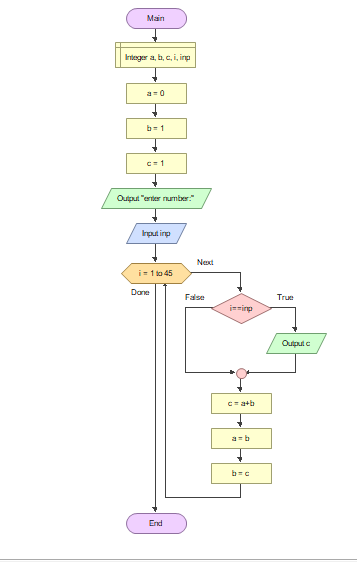 Main
Integer a, b, c, i, inp
a = 0
b = 1
c = 1
Output "enter number:"
Input inp
i = 1 to 45
Next
Done
False
i==inp
True
Output c
c = a+b
a = b
b = c
End